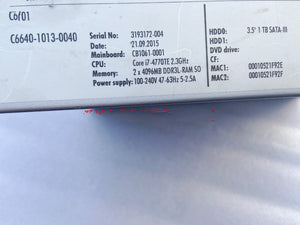 C6/01
C6640-1013-0040
Serial No.: 3193172-004
Date: 21.09.2015
Mainboard: CB1061-0001
CPU: Core i7-4770TE 2.3GHz
Memory: 2 x 4096MB DDR3L-RAM SO
Power supply: 100-240V 47-63Hz 5-2.5A
HDD0: 3.5" 1 TB SATA-III
HDD1:
DVD drive:
CF:
MAC1: 00010521F92E
MAC2: 00010521F92F